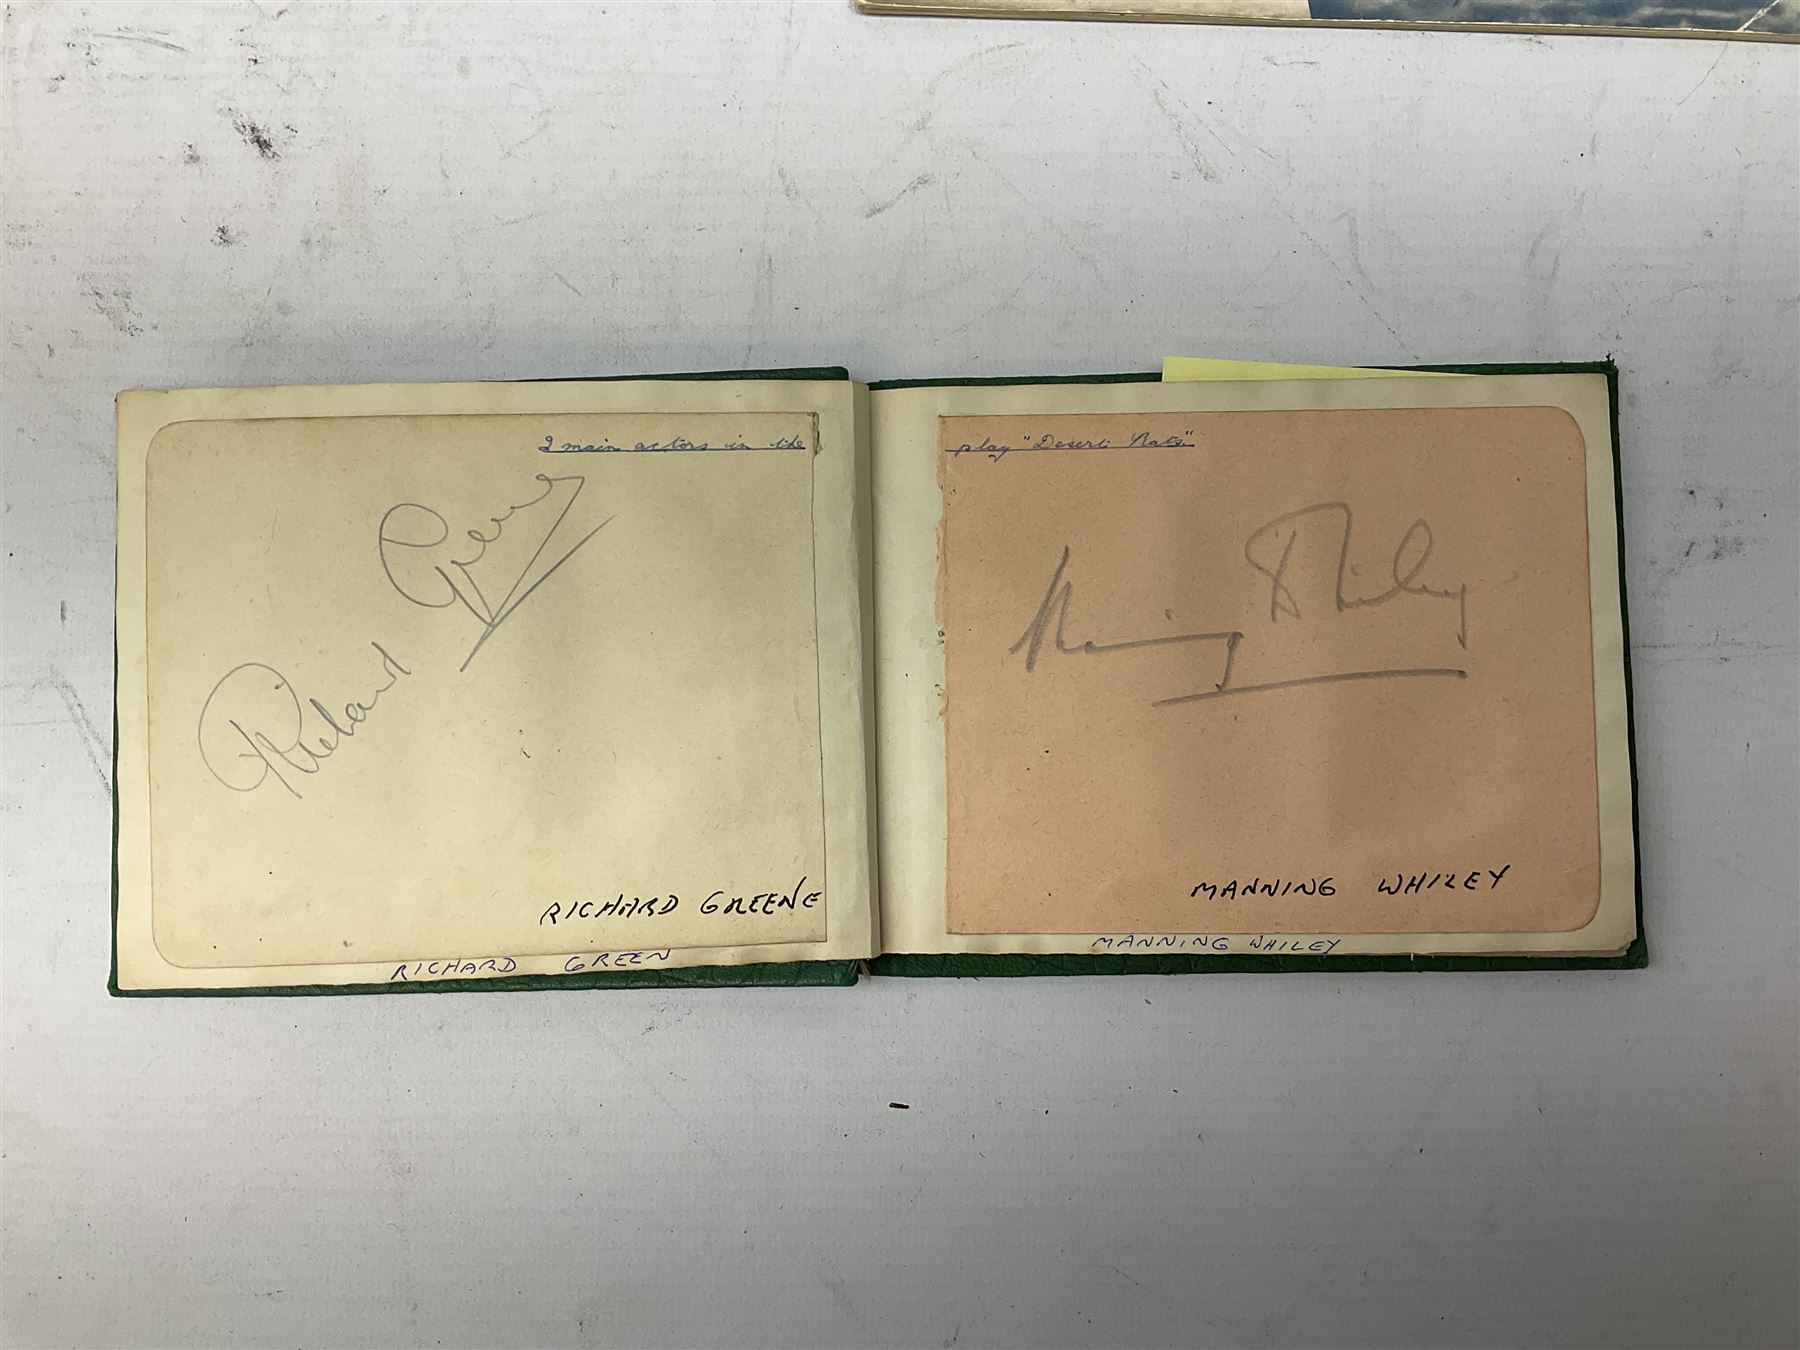 2 main actors in the
Richard Greene
RICHARD GREENE
RICHARD GREEN
play "Desert Rats"
Manning Whiley
MANNING WHILEY
MANNING WHILEY